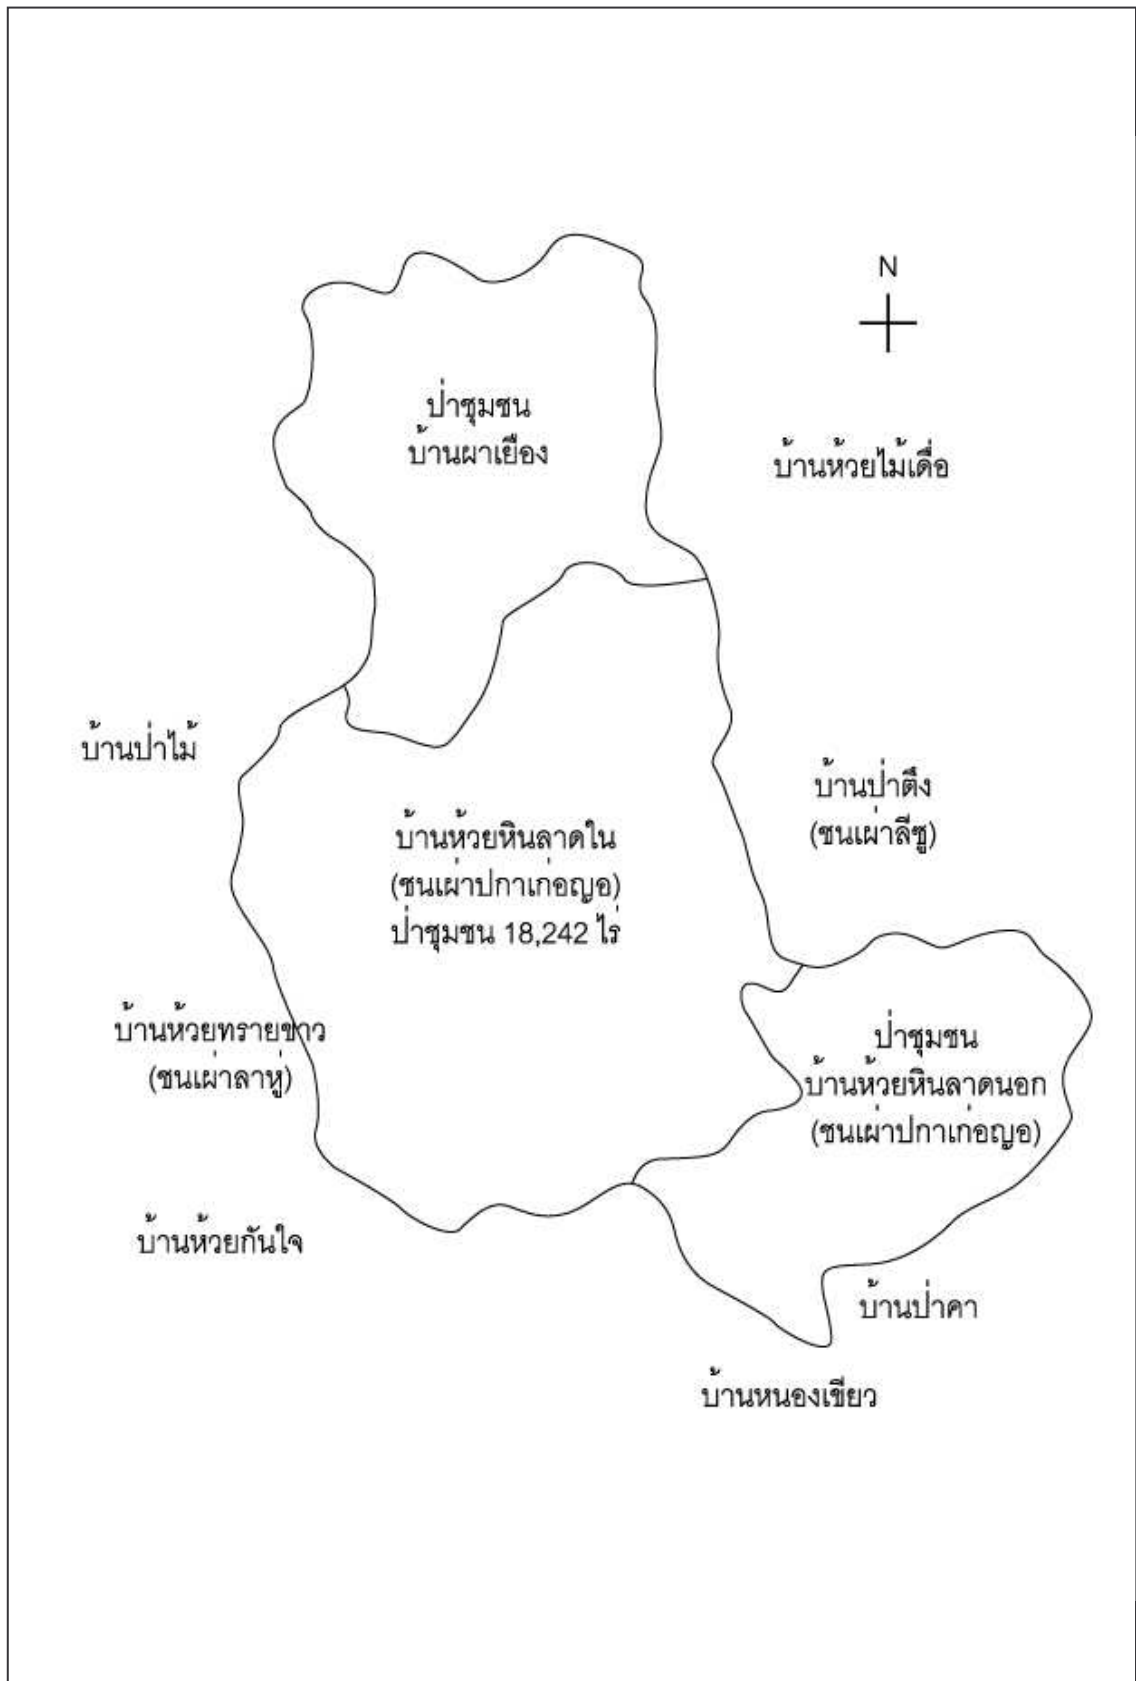 N
ป่าชุมชน
บ้านผาเยือง
บ้านห้วยไม้เดื่อ
บ้านป่าไม้
บ้านป่าตึง
(ชนเผ่าลีซู)
บ้านห้วยหินลาดใน
(ชนเผ่าปกาเก่อญอ)
ป่าชุมชน 18,242 ไร่
บ้านห้วยทรายขาว
(ชนเผ่าลาหู่)
ป่าชุมชน
บ้านห้วยหินลาดนอก
(ชนเผ่าปกาเก่อญอ)
บ้านห้วยกันใจ
บ้านป่าคา
บ้านหนองเขียว